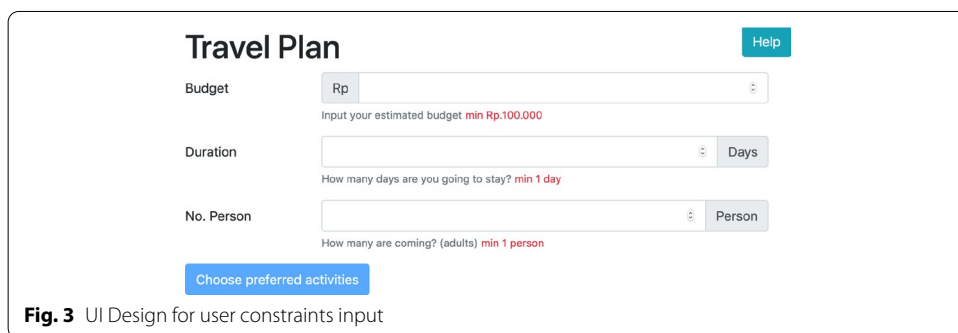 Travel Plan
Help
Budget
Rp
Input your estimated budget min Rp.100.000
Duration
Days
How many days are you going to stay? min 1 day
No. Person
Person
How many are coming? (adults) min 1 person
Choose preferred activities
Fig. 3 UI Design for user constraints input